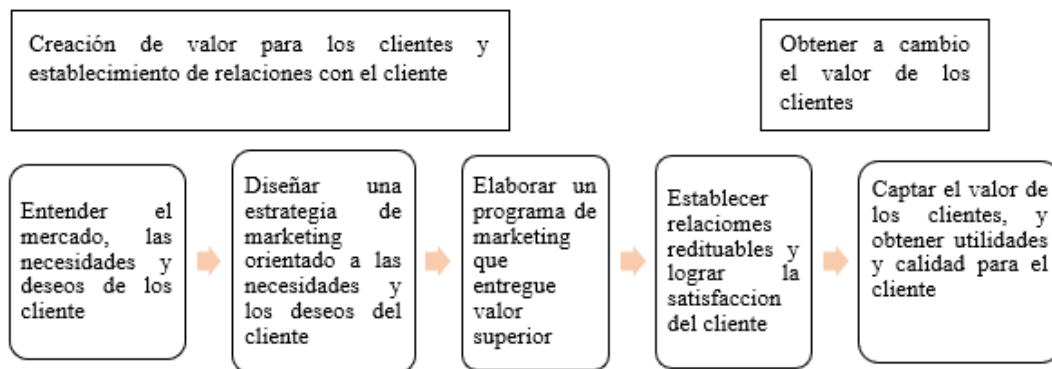 Creación de valor para los clientes y
establecimiento de relaciones con el cliente
Obtener a cambio
el valor de los
clientes
Entender el
mercado, las
necesidades y
deseos de los
cliente
Diseñar una
estrategia de
marketing
orientado a las
necesidades y
los deseos del
cliente
Elaborar un
programa de
marketing
que
entregue
valor
superior
Establecer
relaciomes
redituables y
lograr la
satisfaccion
del cliente
Captar el valor de
los clientes, y
obtener utilidades
y calidad para el
cliente